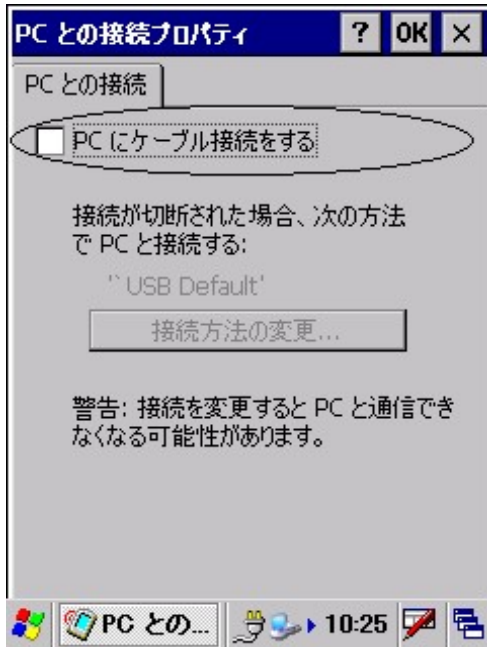 PC との接続プロパティ ? OK ×
PC との接続
PC にケーブル接続をする
接続が切断された場合、次の方法
で PC と接続する:
'`USB Default'
接続方法の変更...
警告: 接続を変更すると PC と通信でき
なくなる可能性があります。
PC との... 10:25